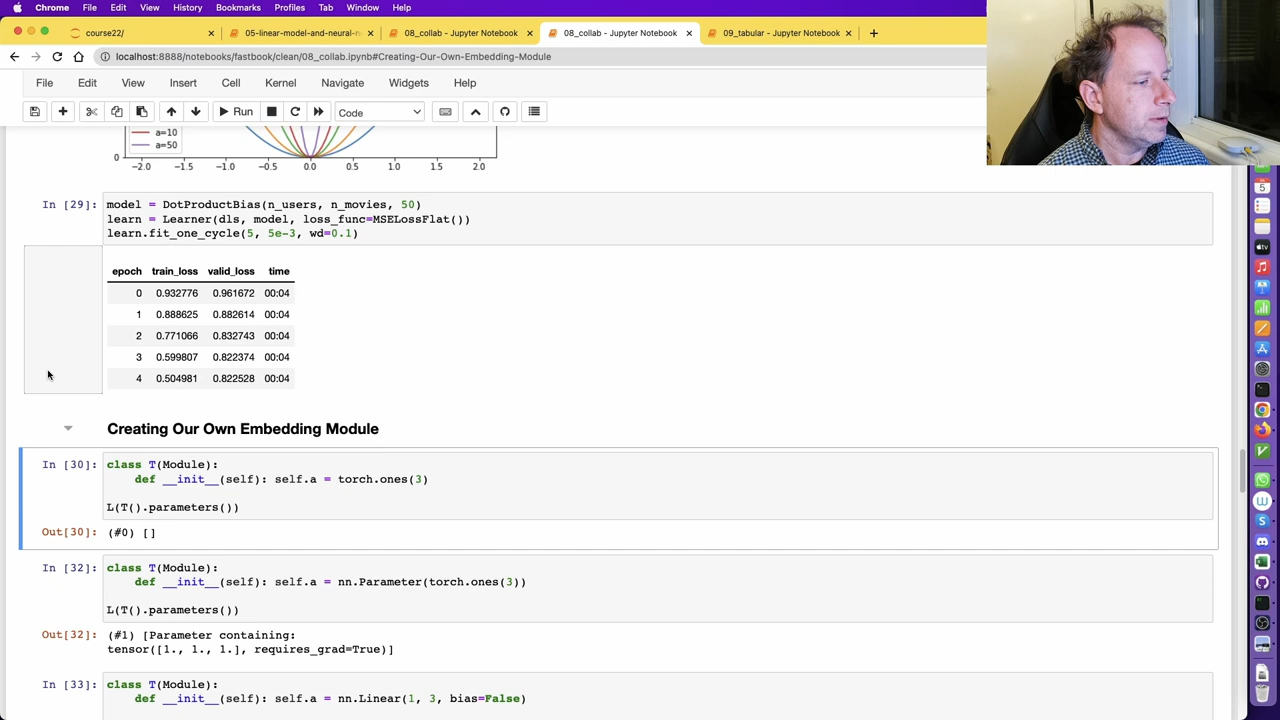 Chrome File Edit View History Bookmarks Profiles Tab Window Help
course22/ 05-linear-model-and-neural-n 08_collab - Jupyter Notebook 08_collab - Jupyter Notebook 09_tabular - Jupyter Notebook
localhost:8888/notebooks/fastbook/clean/08_collab.ipynb#Creating-Our-Own-Embedding-Module
File Edit View Insert Cell Kernel Navigate Widgets Help
Run Code
a=10
a=50
0
−2.0 −1.5 −1.0 −0.5 0.0 0.5 1.0 1.5 2.0
In [29]: model = DotProductBias(n_users, n_movies, 50)
learn = Learner(dls, model, loss_func=MSELossFlat())
learn.fit_one_cycle(5, 5e-3, wd=0.1)
epoch train_loss valid_loss time
0 0.932776 0.961672 00:04
1 0.888625 0.882614 00:04
2 0.771066 0.832743 00:04
3 0.599807 0.822374 00:04
4 0.504981 0.822528 00:04
Creating Our Own Embedding Module
In [30]: class T(Module):
def __init__(self): self.a = torch.ones(3)
L(T().parameters())
Out[30]: (#0) []
In [32]: class T(Module):
def __init__(self): self.a = nn.Parameter(torch.ones(3))
L(T().parameters())
Out[32]: (#1) [Parameter containing:
tensor([1., 1., 1.], requires_grad=True)]
In [33]: class T(Module):
def __init__(self): self.a = nn.Linear(1, 3, bias=False)